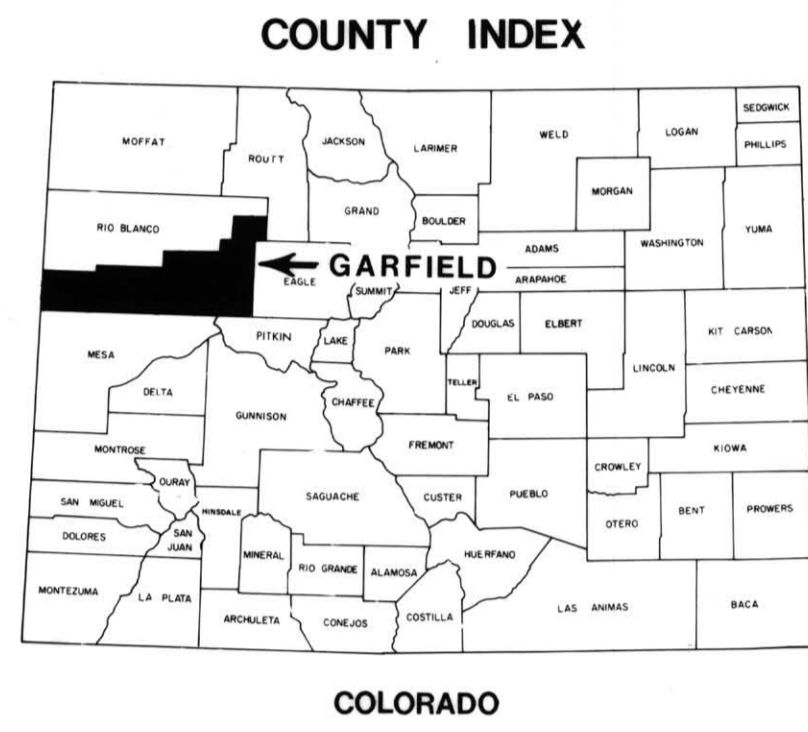 COUNTY INDEX
SEDGWICK
MOFFAT
ROUTT
JACKSON
LARIMER
WELD
LOGAN
PHILLIPS
MORGAN
GRAND
BOULDER
RIO BLANCO
ADAMS
WASHINGTON
YUMA
GARFIELD
EAGLE
SUMMIT
JEFF
ARAPAHOE
DOUGLAS
ELBERT
KIT CARSON
PITKIN
LAKE
PARK
MESA
LINCOLN
TELLER
CHEYENNE
DELTA
EL PASO
CHAFFEE
GUNNISON
FREMONT
MONTROSE
KIOWA
CROWLEY
OURAY
SAGUACHE
CUSTER
PUEBLO
SAN MIGUEL
HINSDALE
BENT
PROWERS
OTERO
DOLORES
SAN
JUAN
MINERAL
RIO GRANDE
ALAMOSA
HUERFANO
MONTEZUMA
LA PLATA
ARCHULETA
CONEJOS
COSTILLA
LAS ANIMAS
BACA
COLORADO